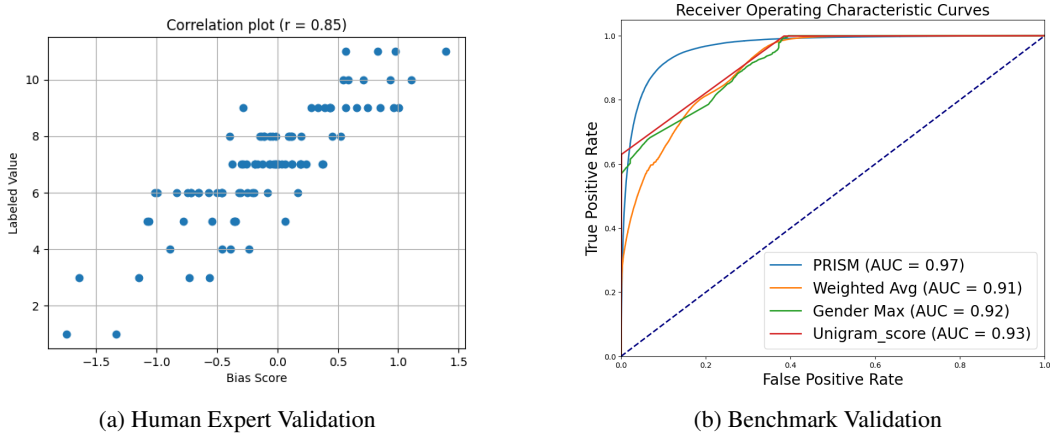 Correlation plot (r = 0.85)
Labeled Value
10
8
6
4
2
−1.5 −1.0 −0.5 0.0 0.5 1.0 1.5
Bias Score
(a) Human Expert Validation
Receiver Operating Characteristic Curves
True Positive Rate
1.0
0.8
0.6
0.4
0.2
0.0
PRISM (AUC = 0.97)
Weighted Avg (AUC = 0.91)
Gender Max (AUC = 0.92)
Unigram_score (AUC = 0.93)
0.0 0.2 0.4 0.6 0.8 1.0
False Positive Rate
(b) Benchmark Validation